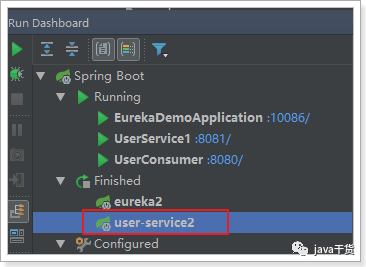 Run Dashboard
Spring Boot
Running
EurekaDemoApplication :10086/
UserService1 :8081/
UserConsumer :8080/
Finished
eureka2
user-service2
Configured
java干货